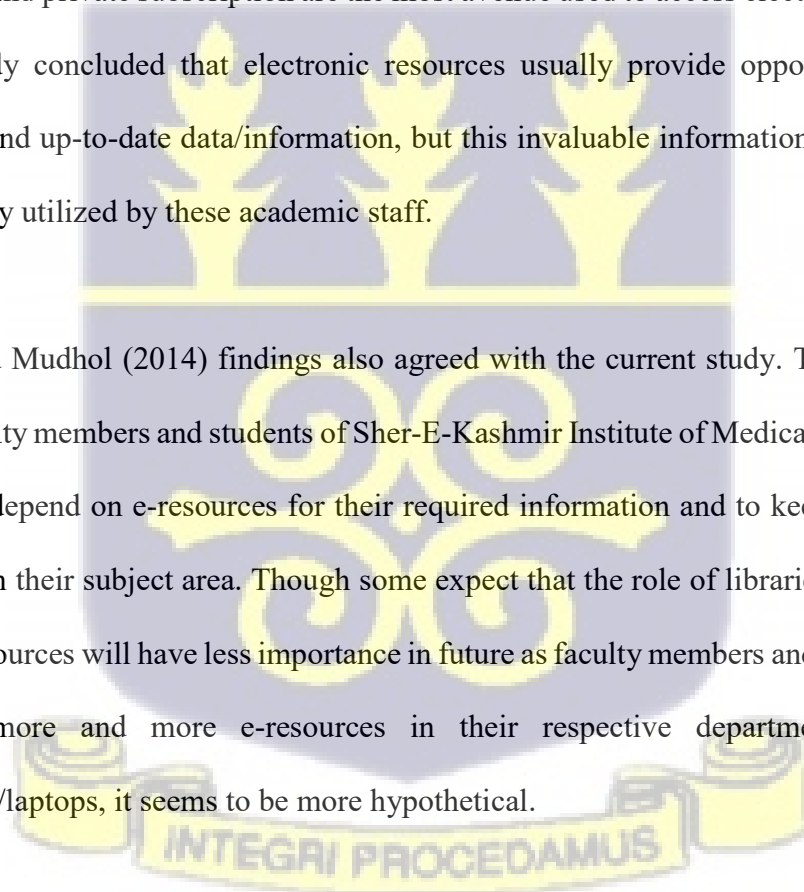 and private subscription are the most avenue used to access elect
ly concluded that electronic resources usually provide oppo
nd up-to-date data/information, but this invaluable information
y utilized by these academic staff.
Mudhol (2014) findings also agreed with the current study. T
lty members and students of Sher-E-Kashmir Institute of Medica
depend on e-resources for their required information and to kee
n their subject area. Though some expect that the role of librari
ources will have less importance in future as faculty members and
more and more e-resources in their respective departme
/laptops, it seems to be more hypothetical.
INTEGRI PROCEDAMUS